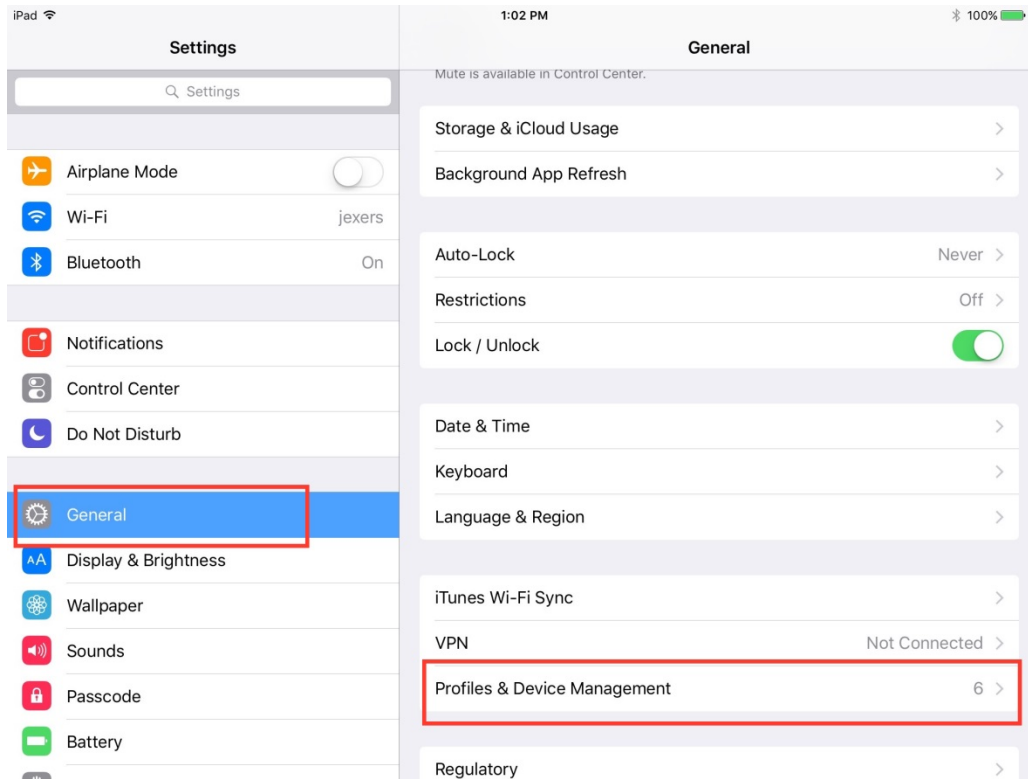 iPad 1:02 PM 100%
Settings
General
Settings
Mute is available in Control Center.
Airplane Mode
Wi-Fi jexers
Bluetooth On
Notifications
Control Center
Do Not Disturb
General
AA Display & Brightness
Wallpaper
Sounds
Passcode
Battery
Storage & iCloud Usage
Background App Refresh
Auto-Lock Never
Restrictions Off
Lock / Unlock
Date & Time
Keyboard
Language & Region
iTunes Wi-Fi Sync
VPN Not Connected
Profiles & Device Management 6
Regulatory